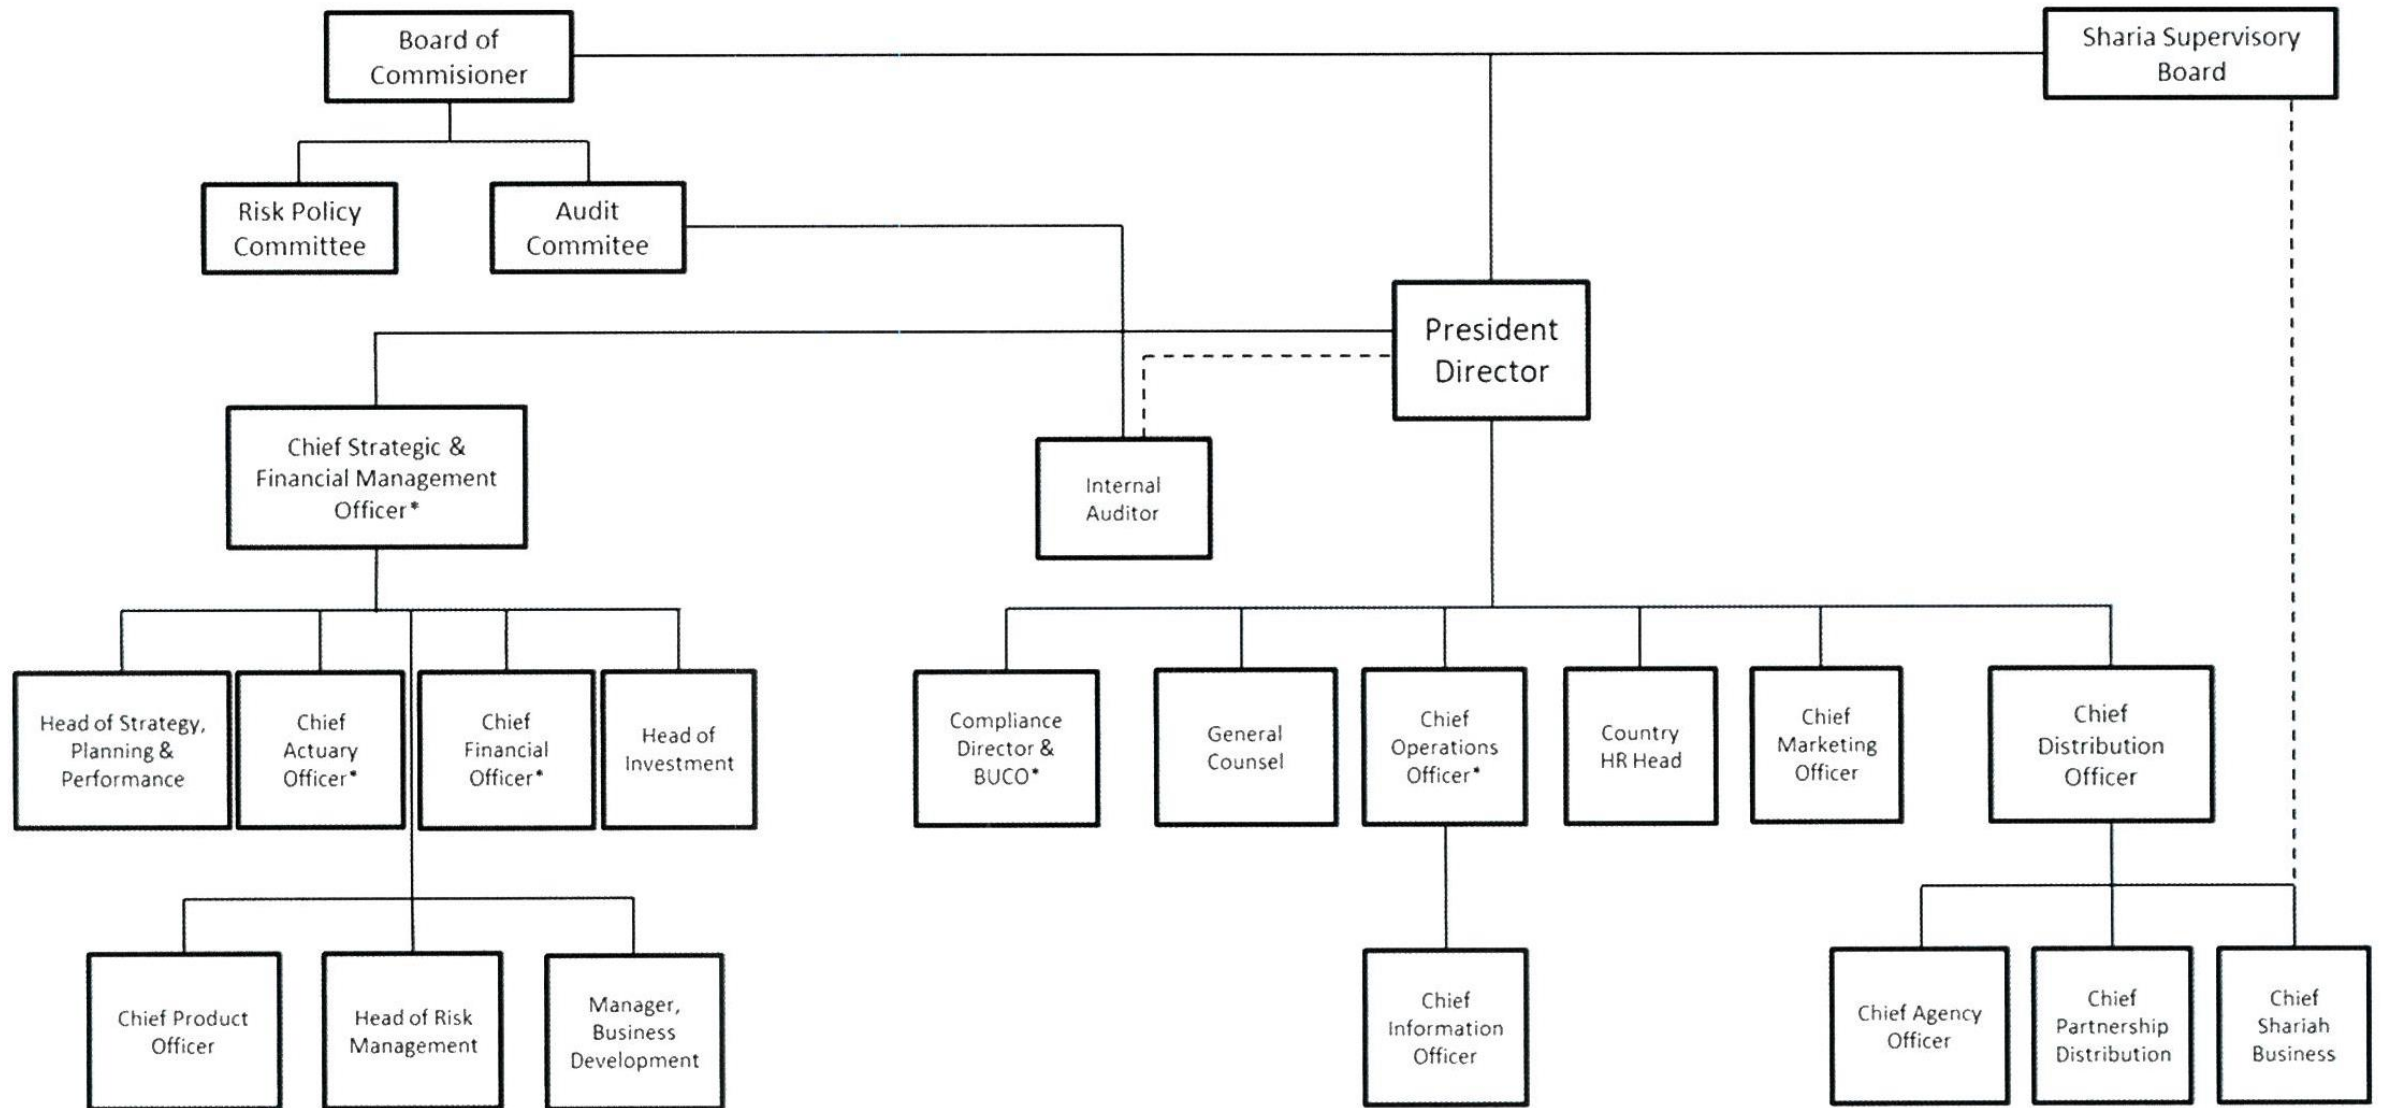 Board of
Commisioner
Sharia Supervisory
Board
Risk Policy
Committee
Audit
Commitee
President
Director
Chief Strategic &
Financial Management
Officer*
Internal
Auditor
Head of Strategy,
Planning &
Performance
Chief
Actuary
Officer*
Chief
Financial
Officer*
Head of
Investment
Compliance
Director &
BUCO*
General
Counsel
Chief
Operations
Officer*
Country
HR Head
Chief
Marketing
Officer
Chief
Distribution
Officer
Chief Product
Officer
Head of Risk
Management
Manager,
Business
Development
Chief
Information
Officer
Chief Agency
Officer
Chief
Partnership
Distribution
Chief
Shariah
Business